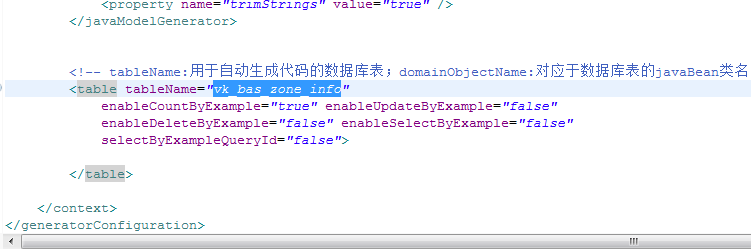 <property name="trimStrings" value="true" />
</javaModelGenerator>
<!-- tableName:用于自动生成代码的数据库表；domainObjectName:对应于数据库表的javaBean类名
<table tableName="vk_bas_zone_info"
enableCountByExample="true" enableUpdateByExample="false"
enableDeleteByExample="false" enableSelectByExample="false"
selectByExampleQueryId="false">
</table>
</context>
</generatorConfiguration>